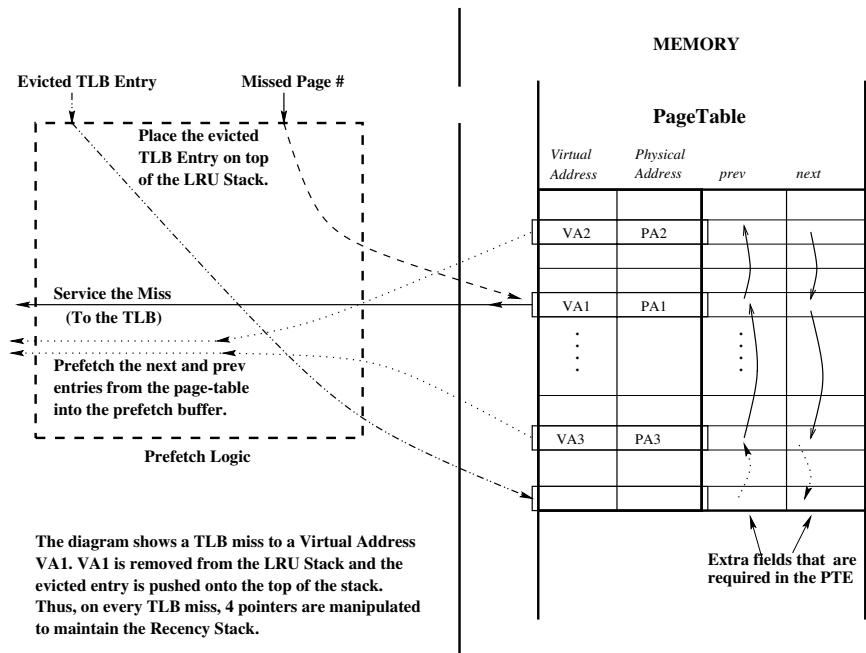 MEMORY
Evicted TLB Entry
Missed Page #
Place the evicted
TLB Entry on top
of the LRU Stack.
Service the Miss
(To the TLB)
Prefetch the next and prev
entries from the page-table
into the prefetch buffer.
Prefetch Logic
PageTable
Virtual Address
Physical Address
prev
next
VA2
PA2
VA1
PA1
VA3
PA3
Extra fields that are
required in the PTE
The diagram shows a TLB miss to a Virtual Address
VA1. VA1 is removed from the LRU Stack and the
evicted entry is pushed onto the top of the stack.
Thus, on every TLB miss, 4 pointers are manipulated
to maintain the Recency Stack.